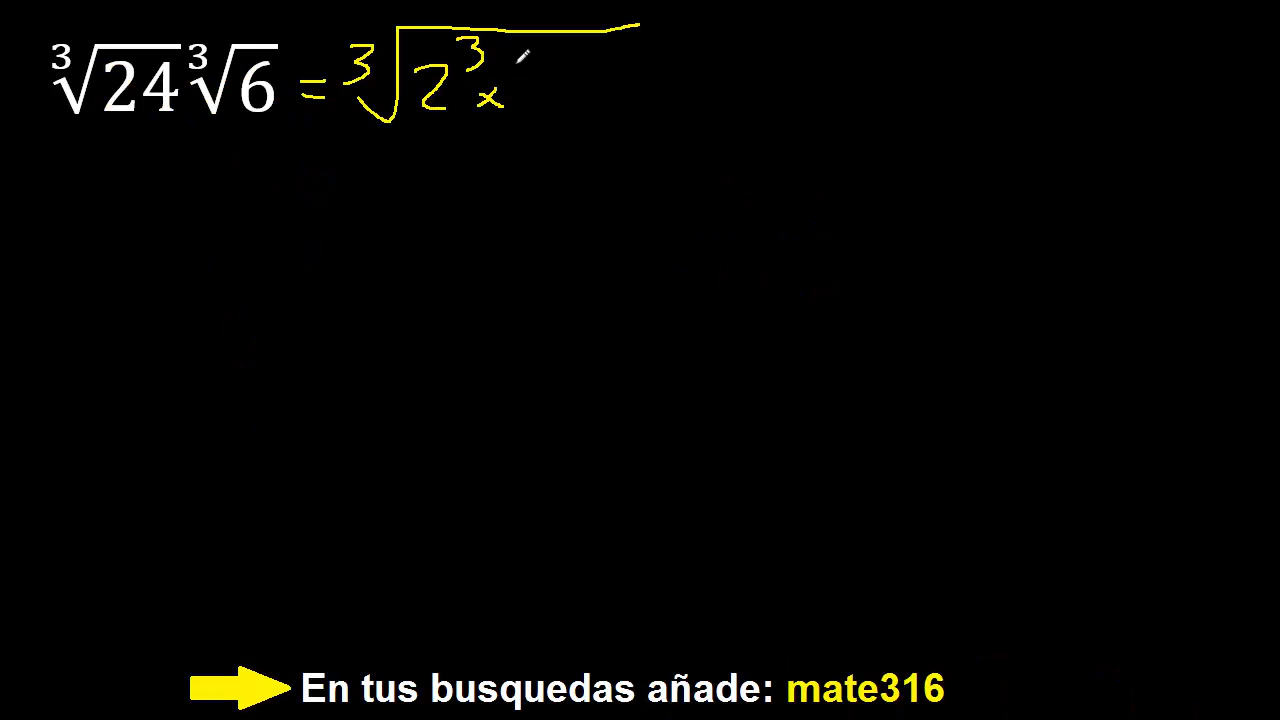 ∛24 ∛6 = ∛2³×
En tus busquedas añade: mate316